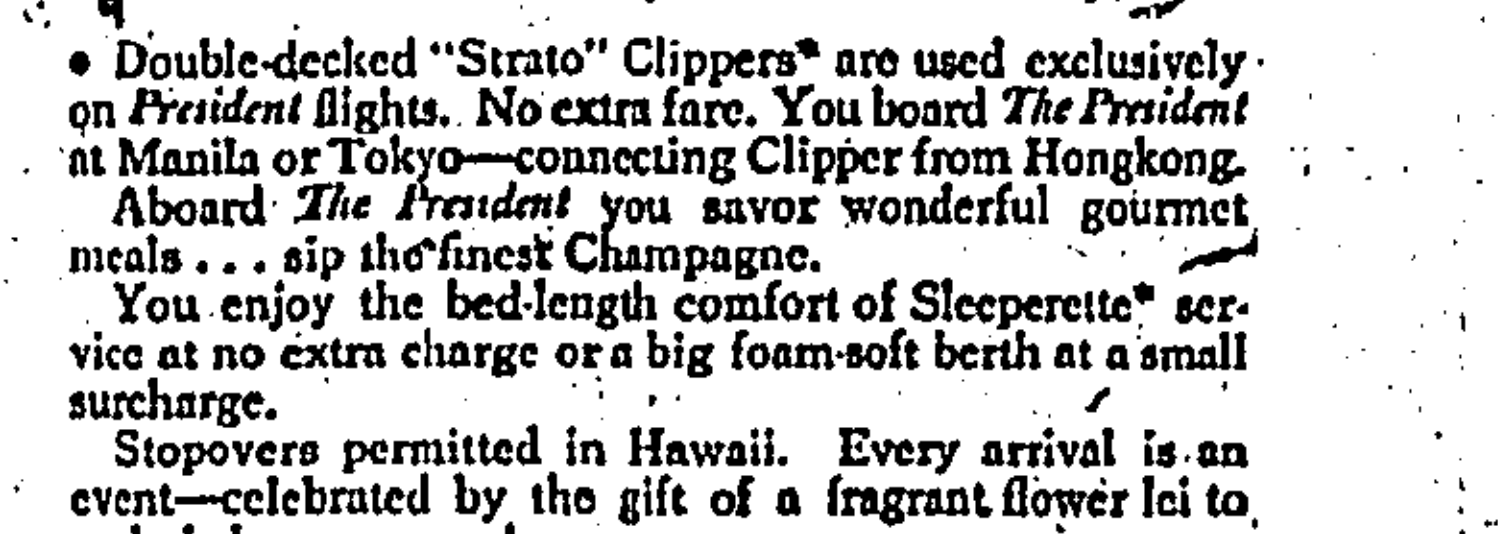 • Double-decked "Strato" Clippers* are used exclusively
on President flights. No extra fare. You board The President
at Manila or Tokyo—connecting Clipper from Hongkong.
Aboard The President you savor wonderful gourmet
meals . . . sip the finest Champagne.
You enjoy the bed-length comfort of Sleeperette* ser-
vice at no extra charge or a big foam-soft berth at a small
surcharge.
Stopovers permitted in Hawaii. Every arrival is an
event—celebrated by the gift of a fragrant flower lei to